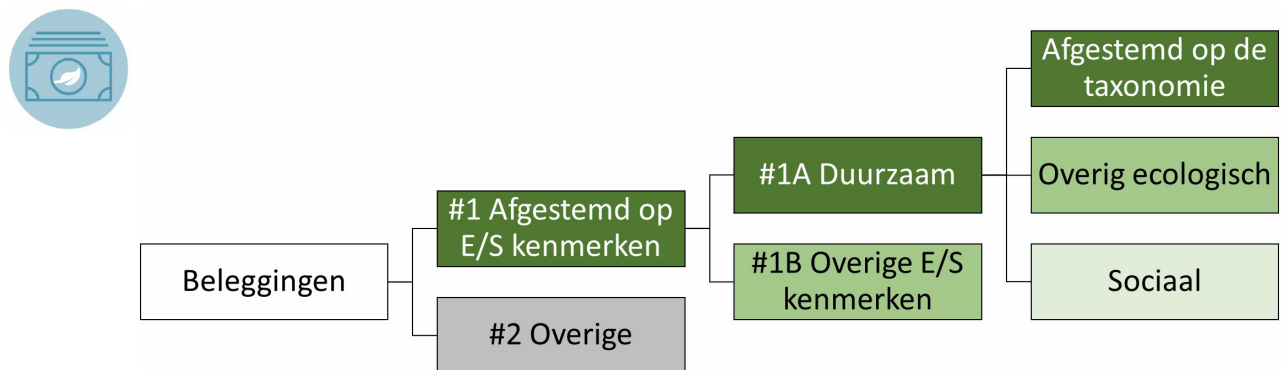 Beleggingen
#1 Afgestemd op
E/S kenmerken
#2 Overige
#1A Duurzaam
#1B Overige E/S
kenmerken
Afgestemd op de
taxonomie
Overig ecologisch
Sociaal